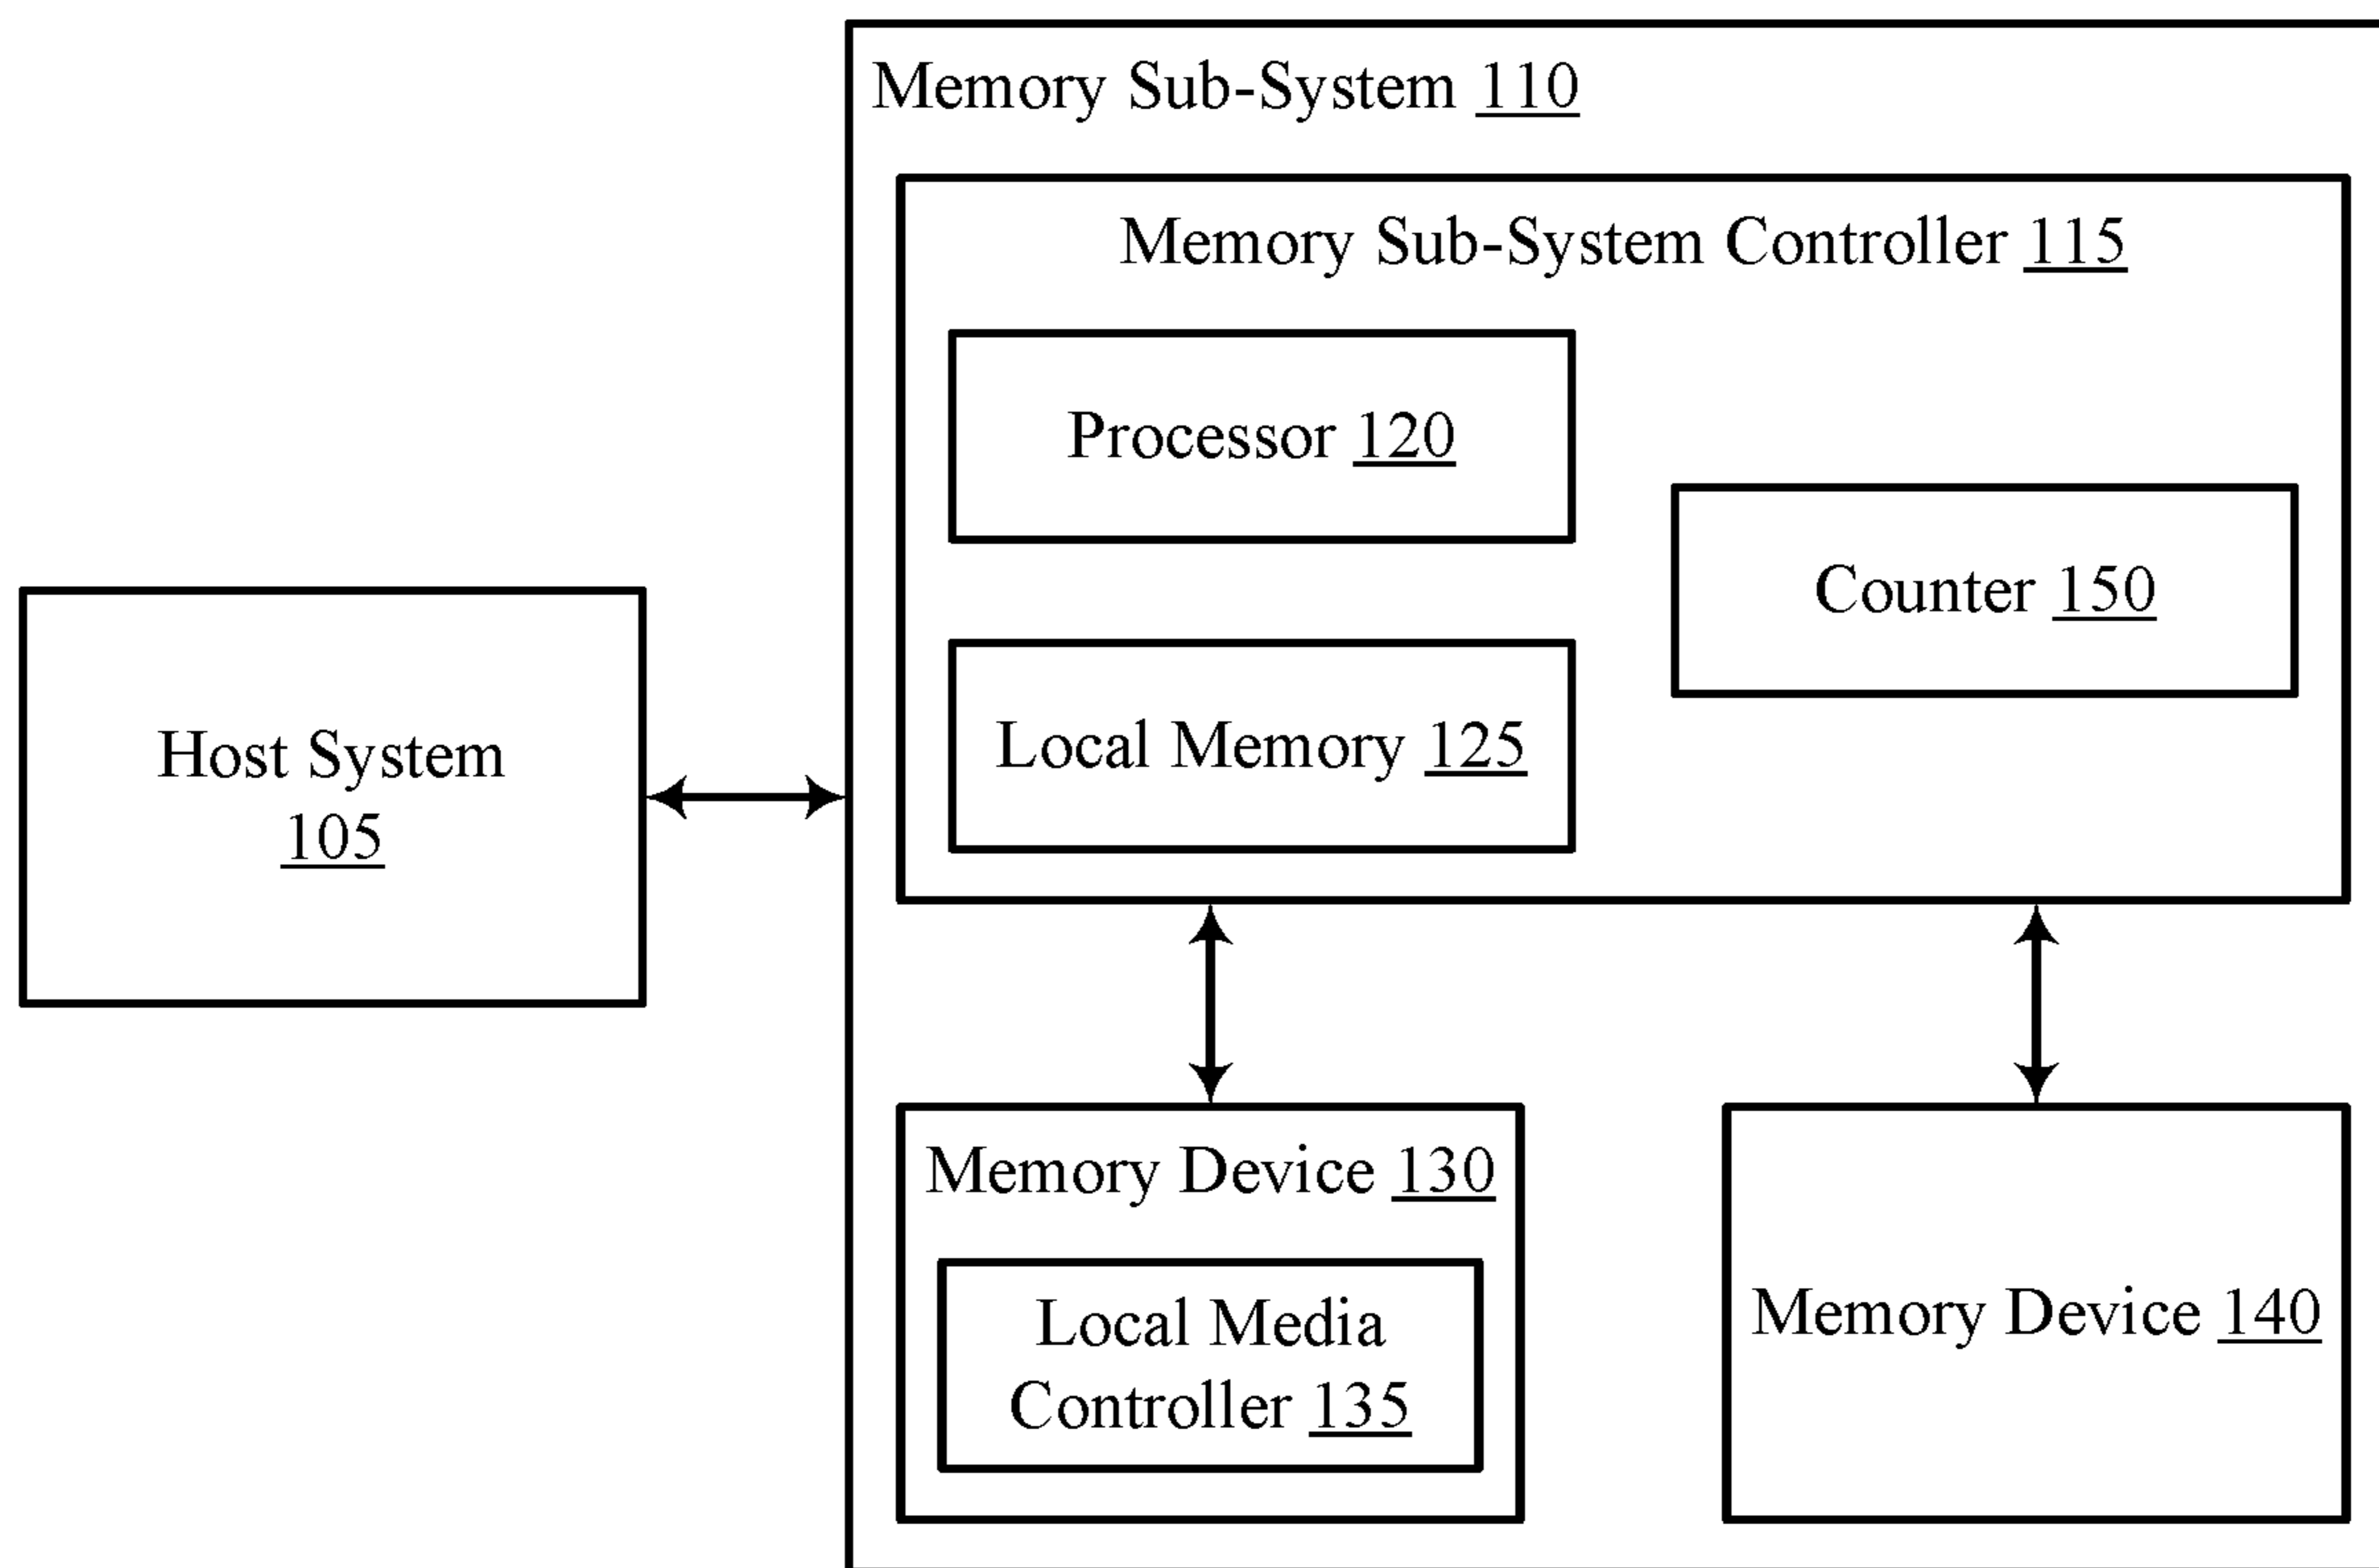 Memory Sub-System 110
Memory Sub-System Controller 115
Processor 120
Counter 150
Local Memory 125
Host System
105
Memory Device 130
Local Media
Controller 135
Memory Device 140